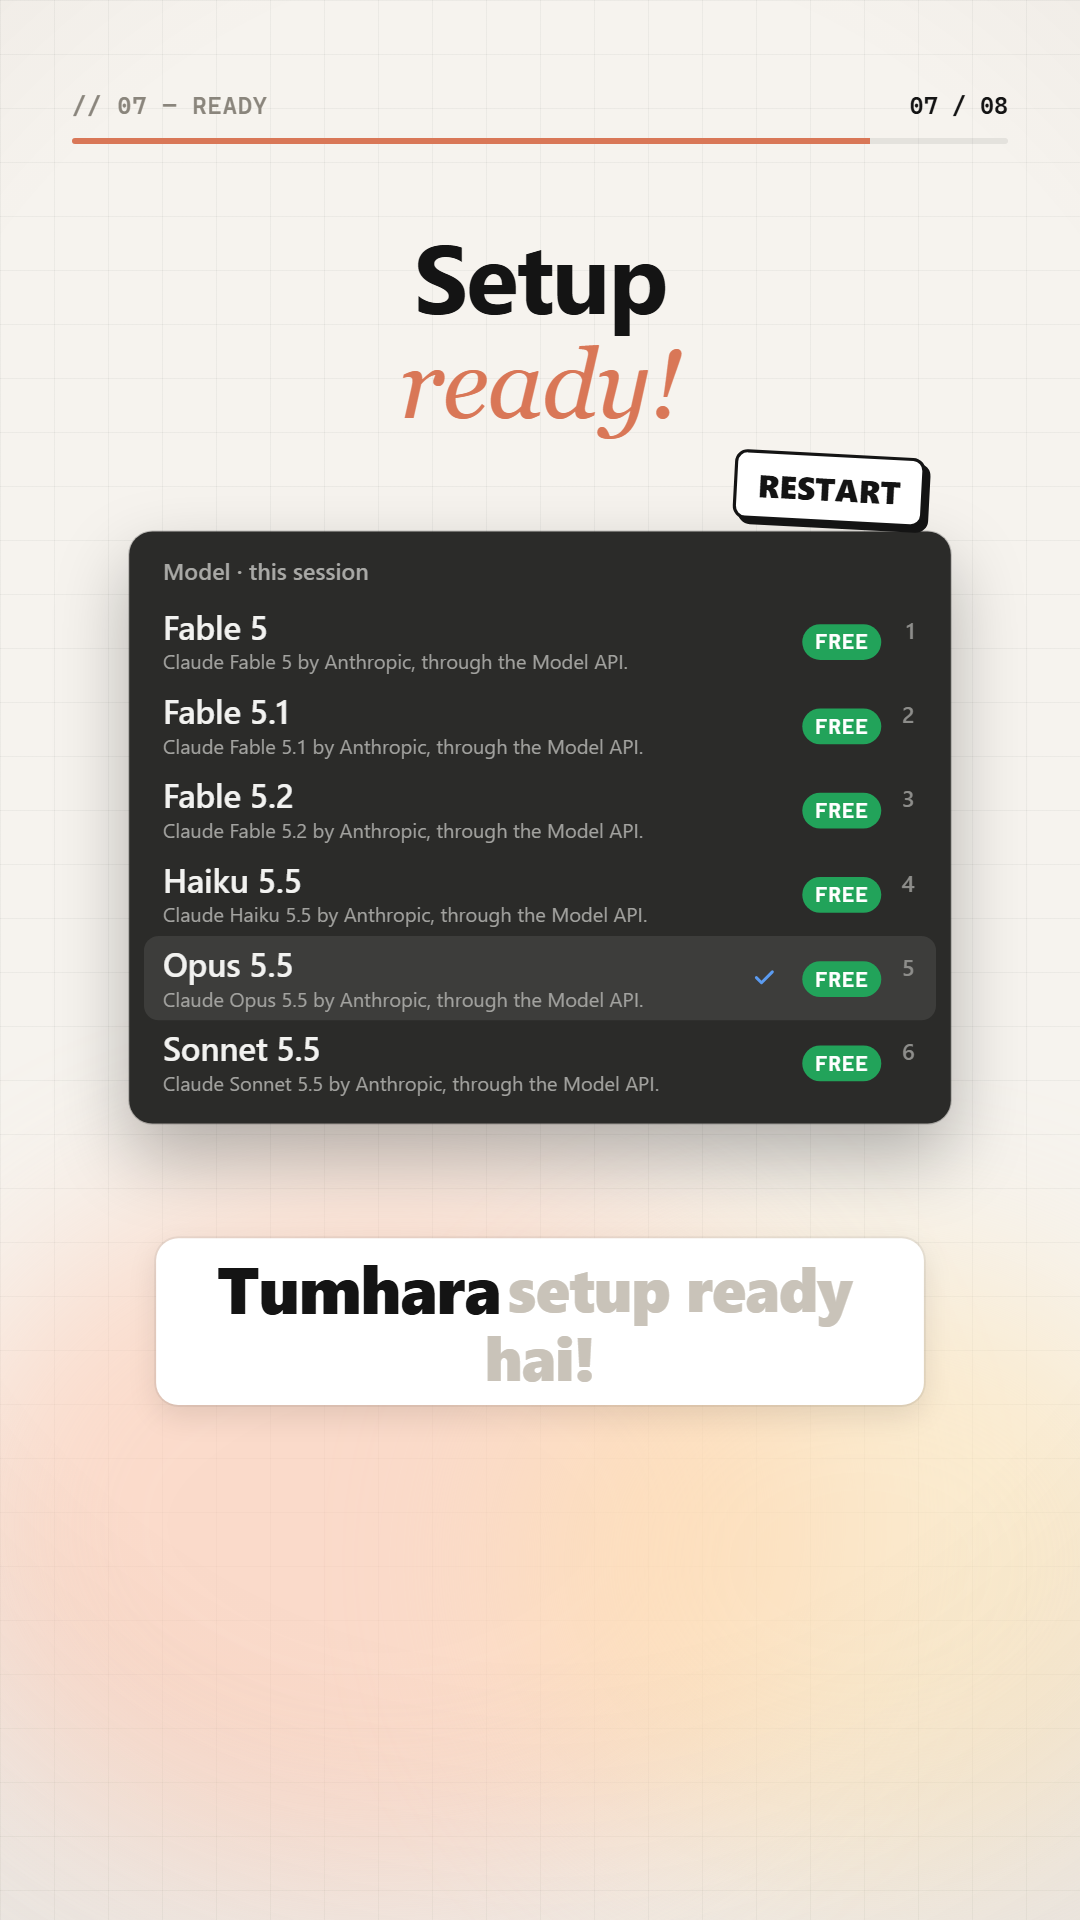 // 07 – READY
07 / 08
Setup
ready!
RESTART
Model · this session
Fable 5
Claude Fable 5 by Anthropic, through the Model API.
FREE
1
Fable 5.1
Claude Fable 5.1 by Anthropic, through the Model API.
FREE
2
Fable 5.2
Claude Fable 5.2 by Anthropic, through the Model API.
FREE
3
Haiku 5.5
Claude Haiku 5.5 by Anthropic, through the Model API.
FREE
4
Opus 5.5
Claude Opus 5.5 by Anthropic, through the Model API.
FREE
5
Sonnet 5.5
Claude Sonnet 5.5 by Anthropic, through the Model API.
FREE
6
Tumhara setup ready
hai!